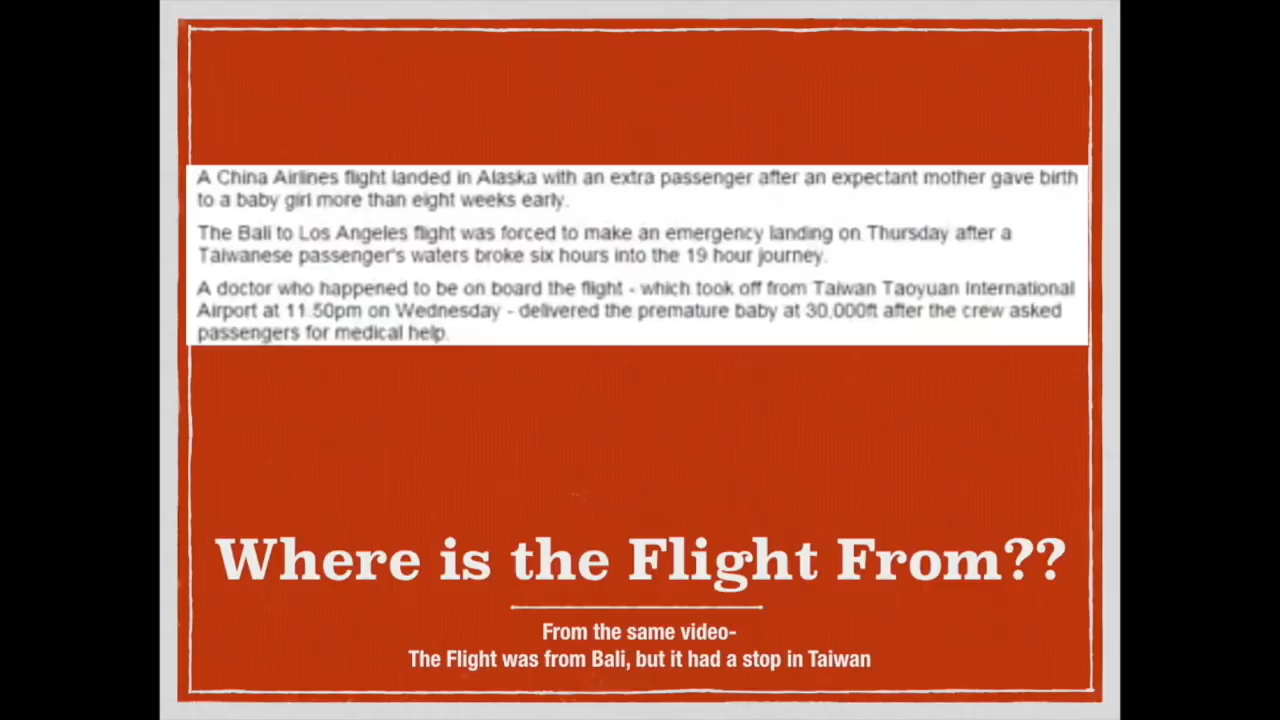 A China Airlines flight landed in Alaska with an extra passenger after an expectant mother gave birth
to a baby girl more than eight weeks early.
The Bali to Los Angeles flight was forced to make an emergency landing on Thursday after a
Taiwanese passenger's waters broke six hours into the 19 hour journey.
A doctor who happened to be on board the flight - which took off from Taiwan Taoyuan International
Airport at 11.50pm on Wednesday - delivered the premature baby at 30,000ft after the crew asked
passengers for medical help.
Where is the Flight From??
From the same video-
The Flight was from Bali, but it had a stop in Taiwan